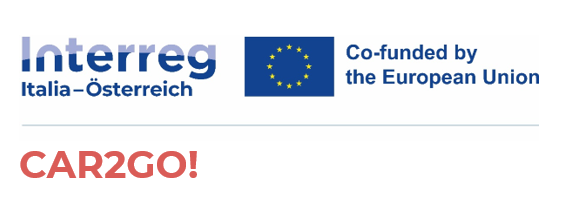 Interreg
Italia–Österreich
Co-funded by
the European Union
CAR2GO!